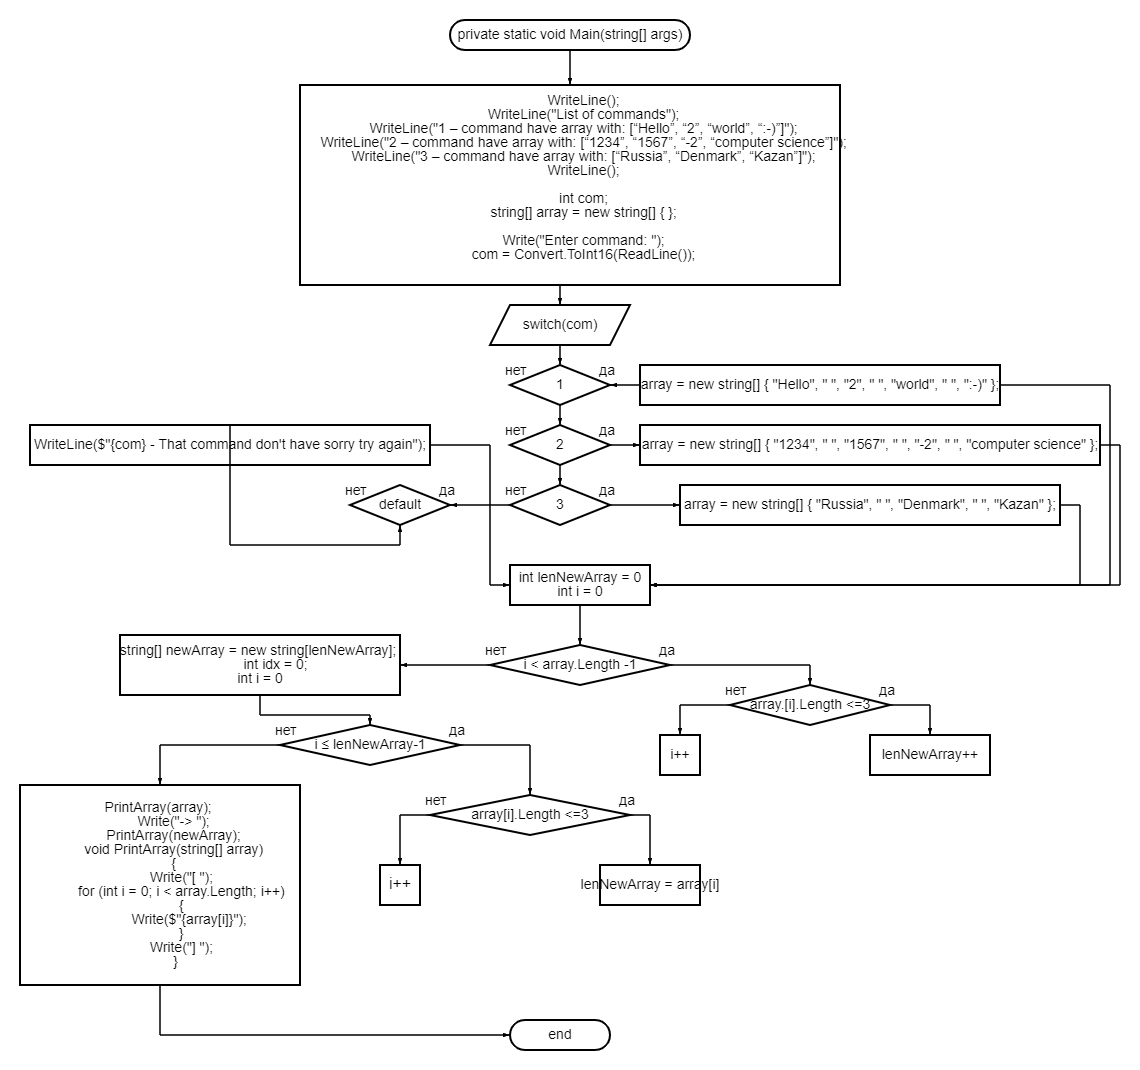 private static void Main(string[] args)
WriteLine();
WriteLine("List of commands");
WriteLine("1 – command have array with: [“Hello”, “2”, “world”, “:-)”]");
WriteLine("2 – command have array with: [“1234”, “1567”, “-2”, “computer science”]");
WriteLine("3 – command have array with: [“Russia”, “Denmark”, “Kazan”]");
WriteLine();
int com;
string[] array = new string[] { };
Write("Enter command: ");
com = Convert.ToInt16(ReadLine());
switch(com)
нет
да
1
array = new string[] { "Hello", " ", "2", " ", "world", " ", ":-)" };
нет
да
2
array = new string[] { "1234", " ", "1567", " ", "-2", " ", "computer science" };
WriteLine($"{com} - That command don't have sorry try again");
нет
да
default
нет
да
3
array = new string[] { "Russia", " ", "Denmark", " ", "Kazan" };
int lenNewArray = 0
int i = 0
нет
да
i < array.Length -1
string[] newArray = new string[lenNewArray];
int idx = 0;
int i = 0
нет
да
array.[i].Length <=3
i++
lenNewArray++
нет
да
i ≤ lenNewArray-1
нет
да
array[i].Length <=3
i++
lenNewArray = array[i]
PrintArray(array);
Write("-> ");
PrintArray(newArray);
void PrintArray(string[] array)
{
Write("[ ");
for (int i = 0; i < array.Length; i++)
{
Write($"{array[i]}");
}
Write("] ");
}
end